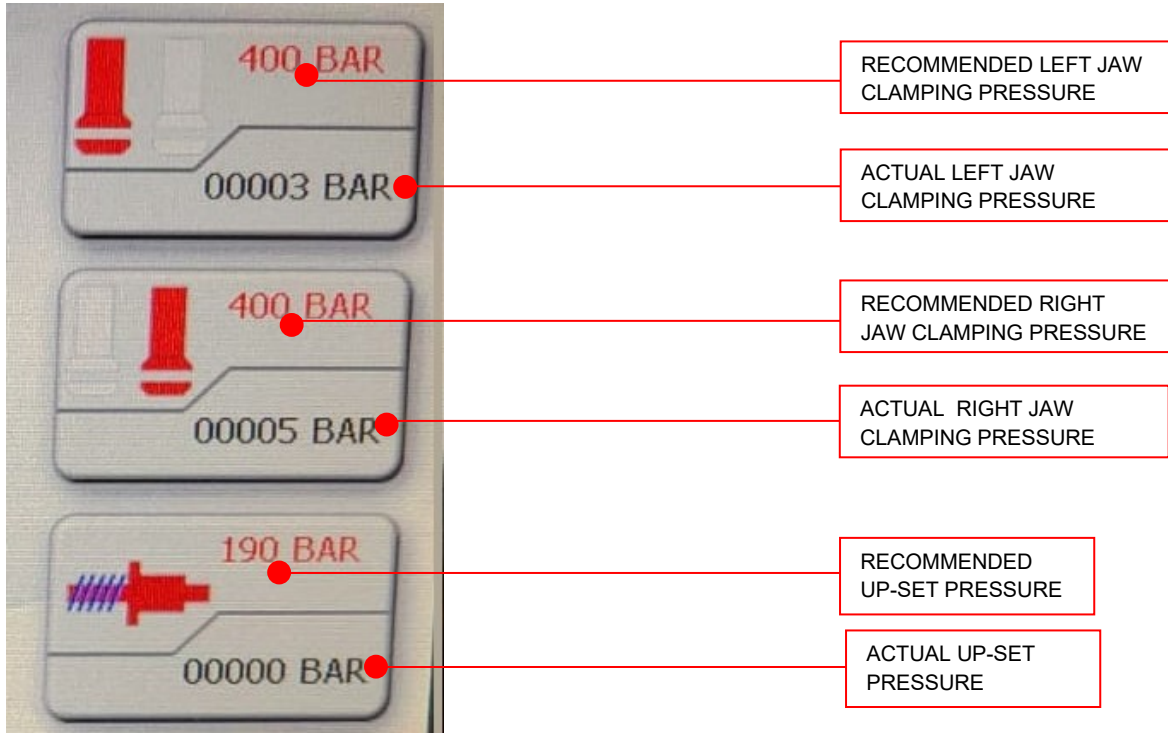 400 BAR
RECOMMENDED LEFT JAW
CLAMPING PRESSURE
00003 BAR
ACTUAL LEFT JAW
CLAMPING PRESSURE
400 BAR
RECOMMENDED RIGHT
JAW CLAMPING PRESSURE
00005 BAR
ACTUAL RIGHT JAW
CLAMPING PRESSURE
190 BAR
RECOMMENDED
UP-SET PRESSURE
00000 BAR
ACTUAL UP-SET
PRESSURE